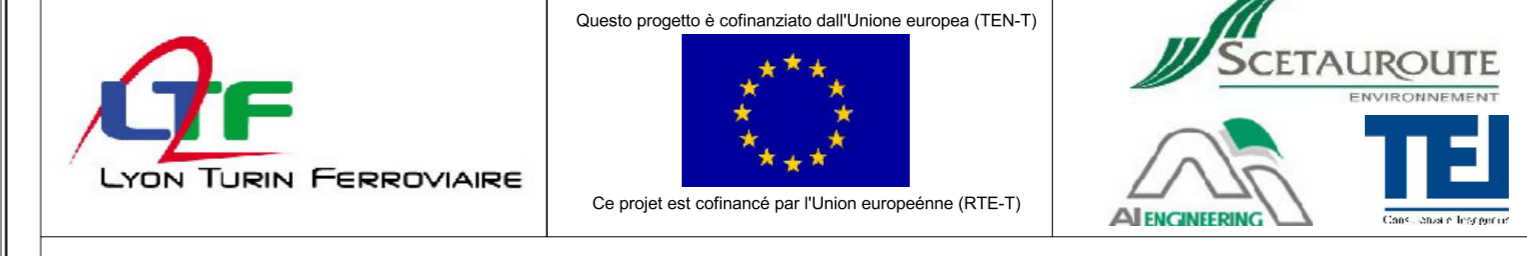 LTF
LYON TURIN FERROVIAIRE
Questo progetto è cofinanziato dall'Unione europea (TEN-T)
Ce projet est cofinancé par l'Union europeénne (RTE-T)
SCETAUROUTE
ENVIRONNEMENT
AI ENGINEERING
TEI